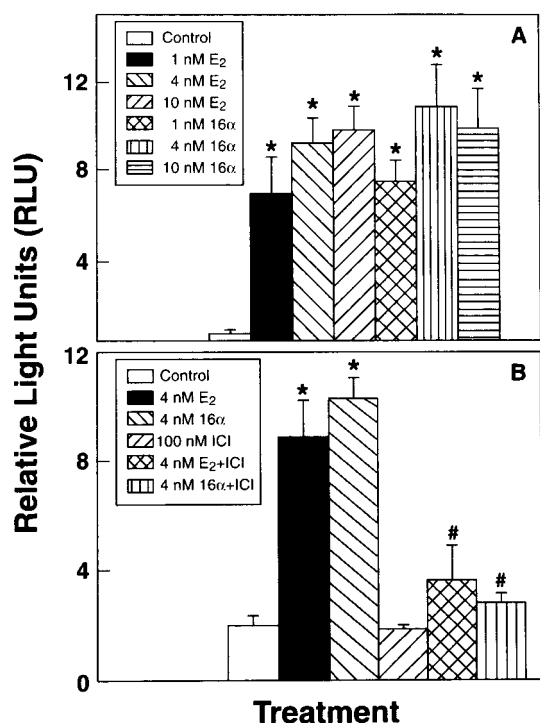 Relative Light Units (RLU)
A
Control
1 nM E₂
4 nM E₂
10 nM E₂
1 nM 16α
4 nM 16α
10 nM 16α
12
8
4
* * * * * *
B
Control
4 nM E₂
4 nM 16α
100 nM ICI
4 nM E₂+ICI
4 nM 16α+ICI
12
8
4
0
* * # #
Treatment